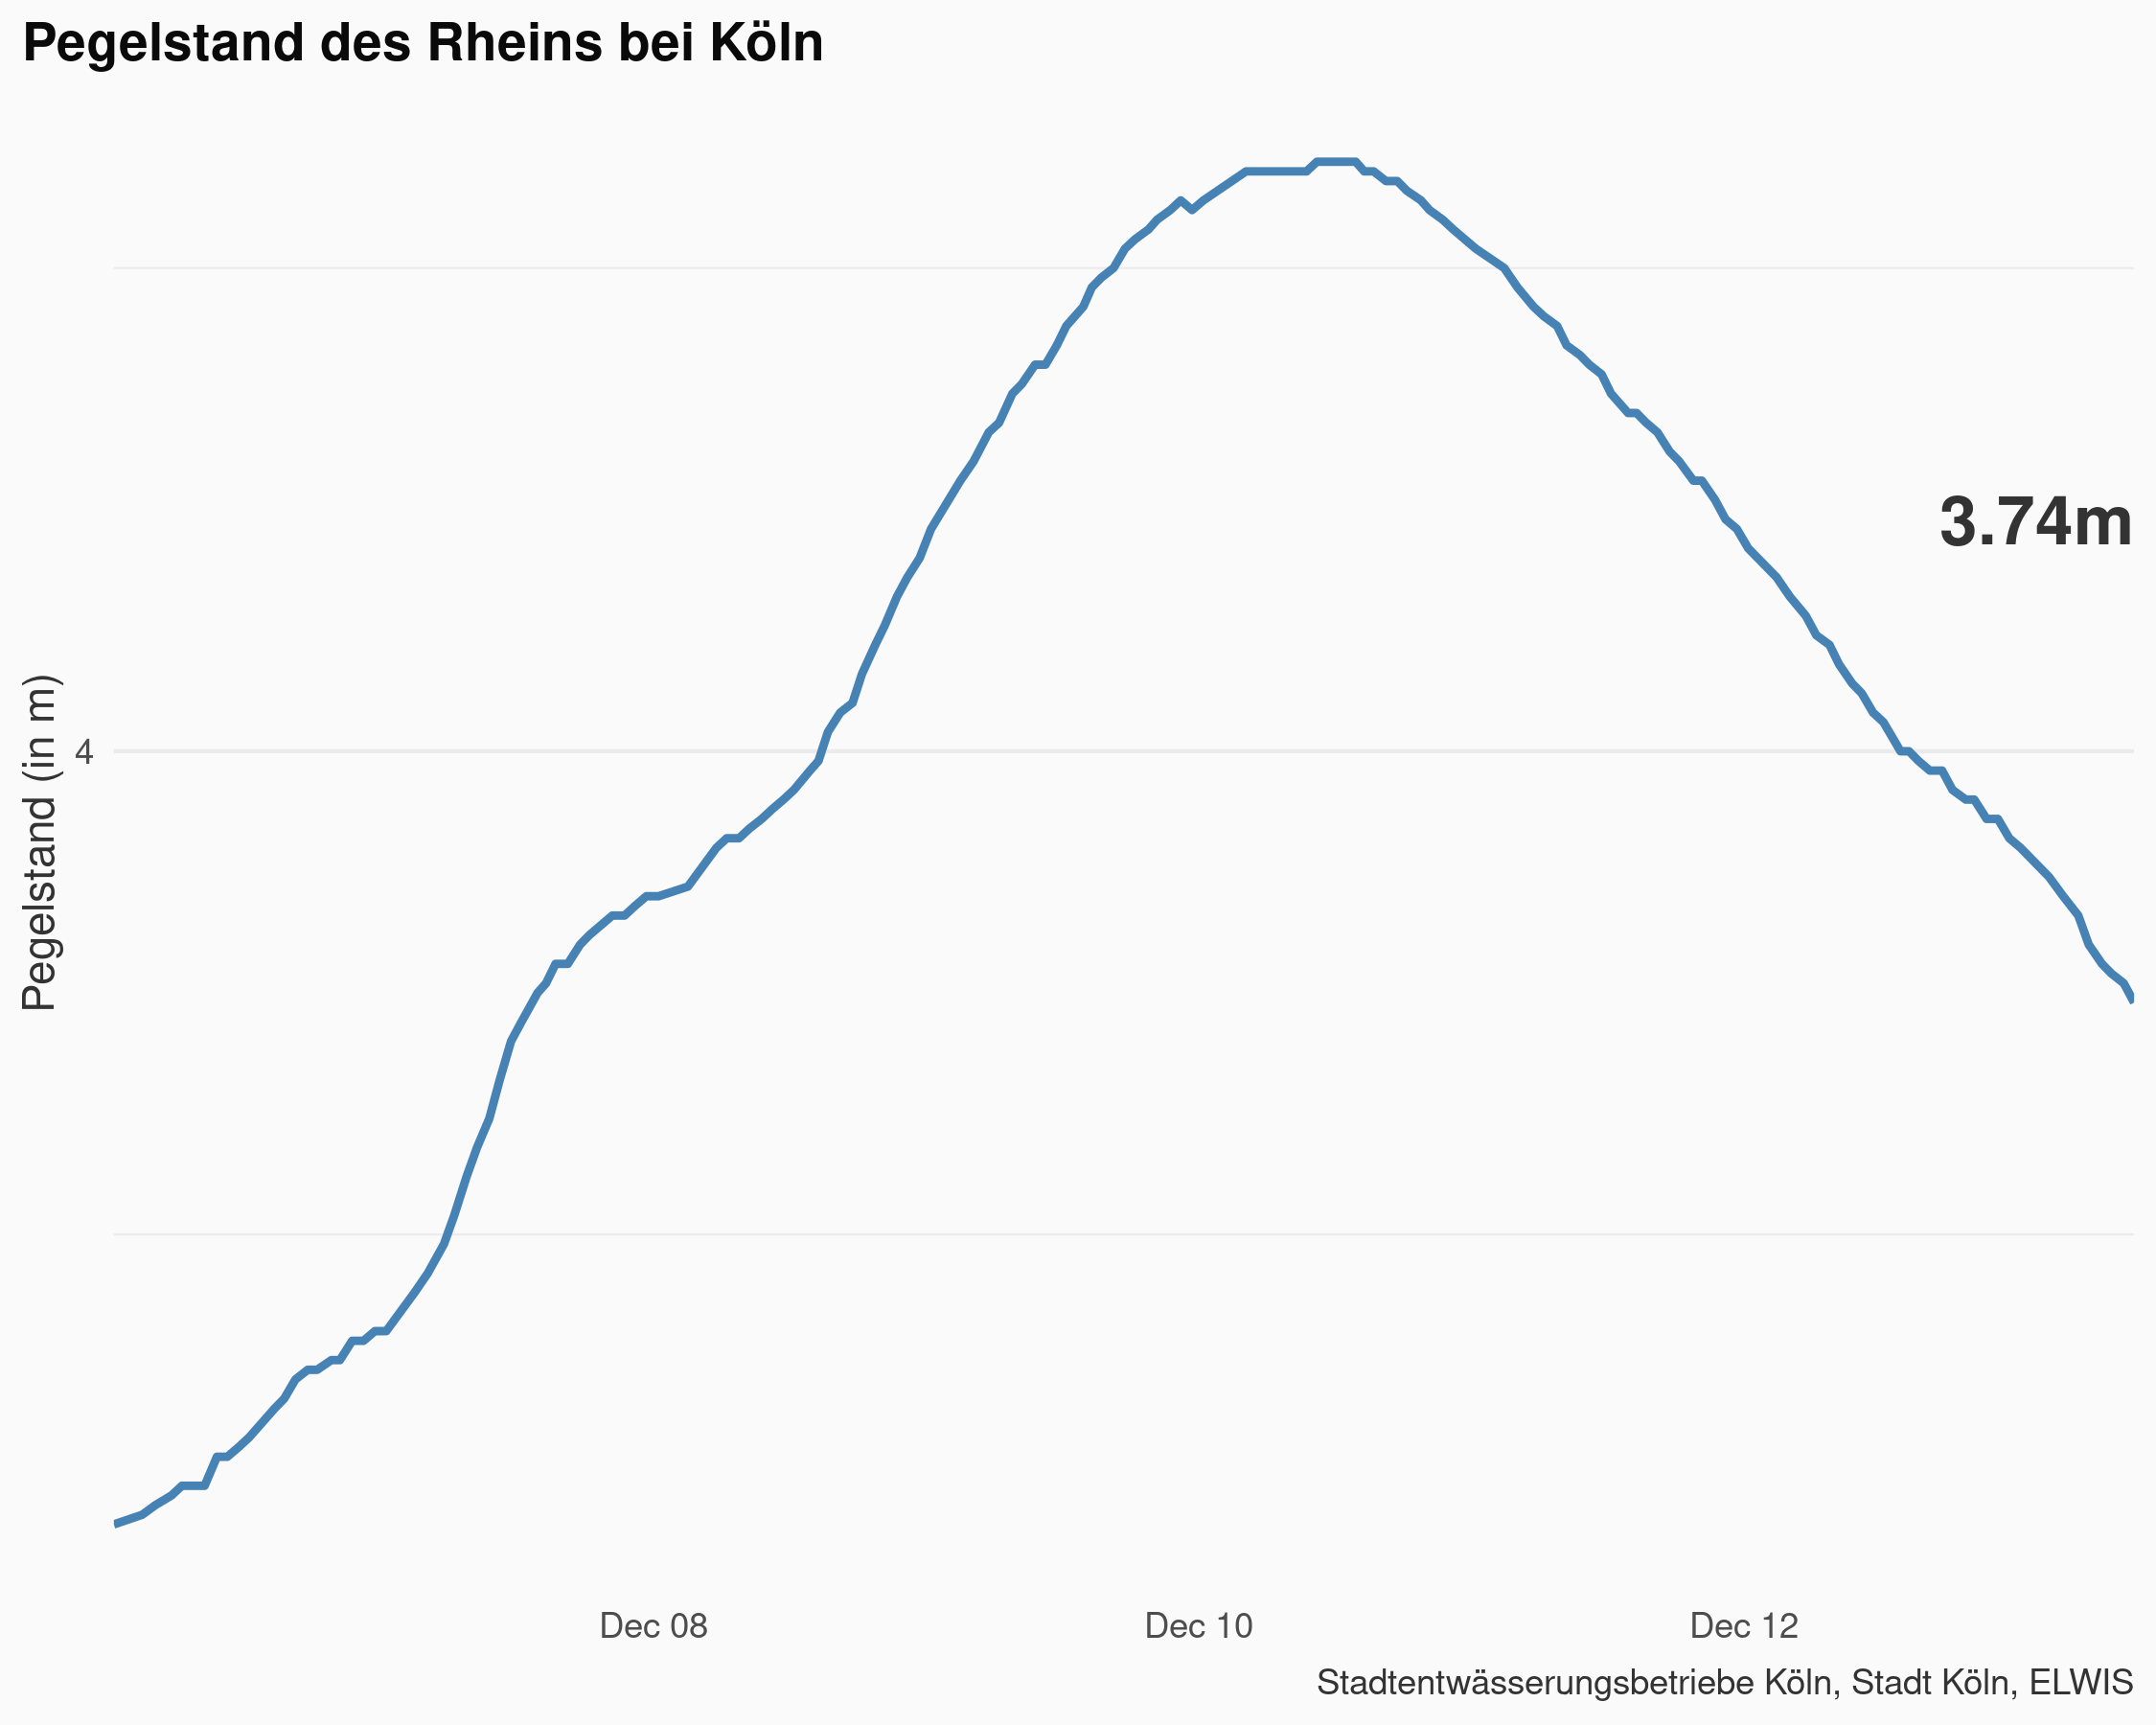 Pegelstand des Rheins bei Köln
3.74m
Pegelstand (in m)
4
Dec 08
Dec 10
Dec 12
Stadtentwässerungsbetriebe Köln, Stadt Köln, ELWIS